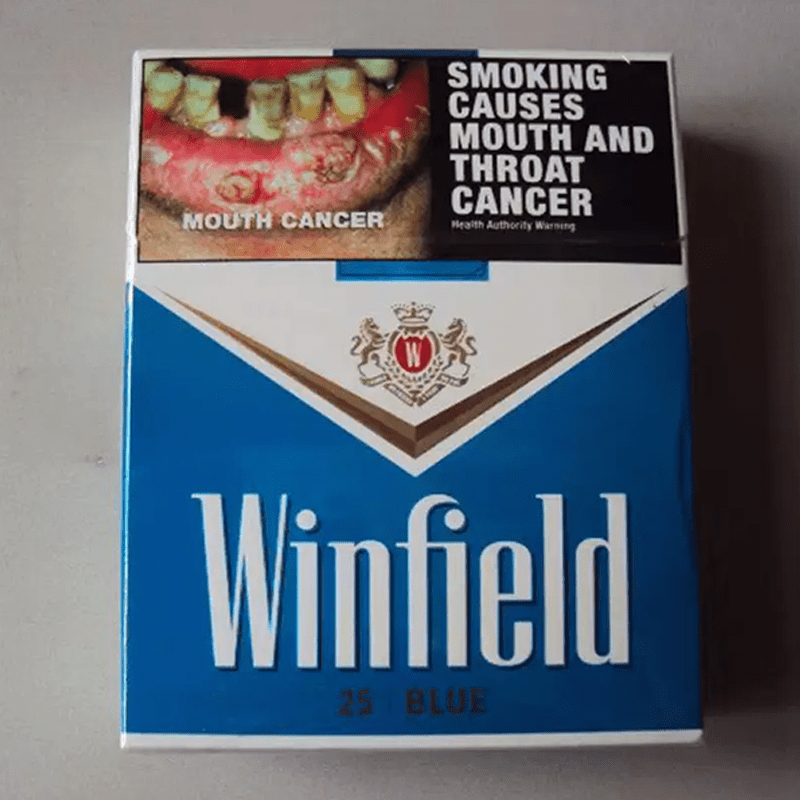 SMOKING
CAUSES
MOUTH AND
THROAT
CANCER
Health Authority Warning
MOUTH CANCER
W
Winfield
25 BLUE